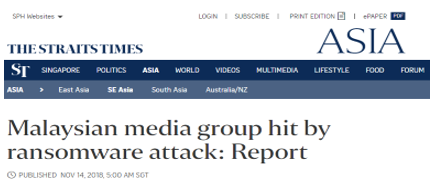 SPH Websites
LOGIN | SUBSCRIBE | PRINT EDITION | ePAPER PDF
THE STRAITS TIMES
ASIA
ST SINGAPORE POLITICS ASIA WORLD VIDEOS MULTIMEDIA LIFESTYLE FOOD FORUM
ASIA > East Asia SE Asia South Asia Australia/NZ
Malaysian media group hit by
ransomware attack: Report
PUBLISHED NOV 14, 2018, 5:00 AM SGT